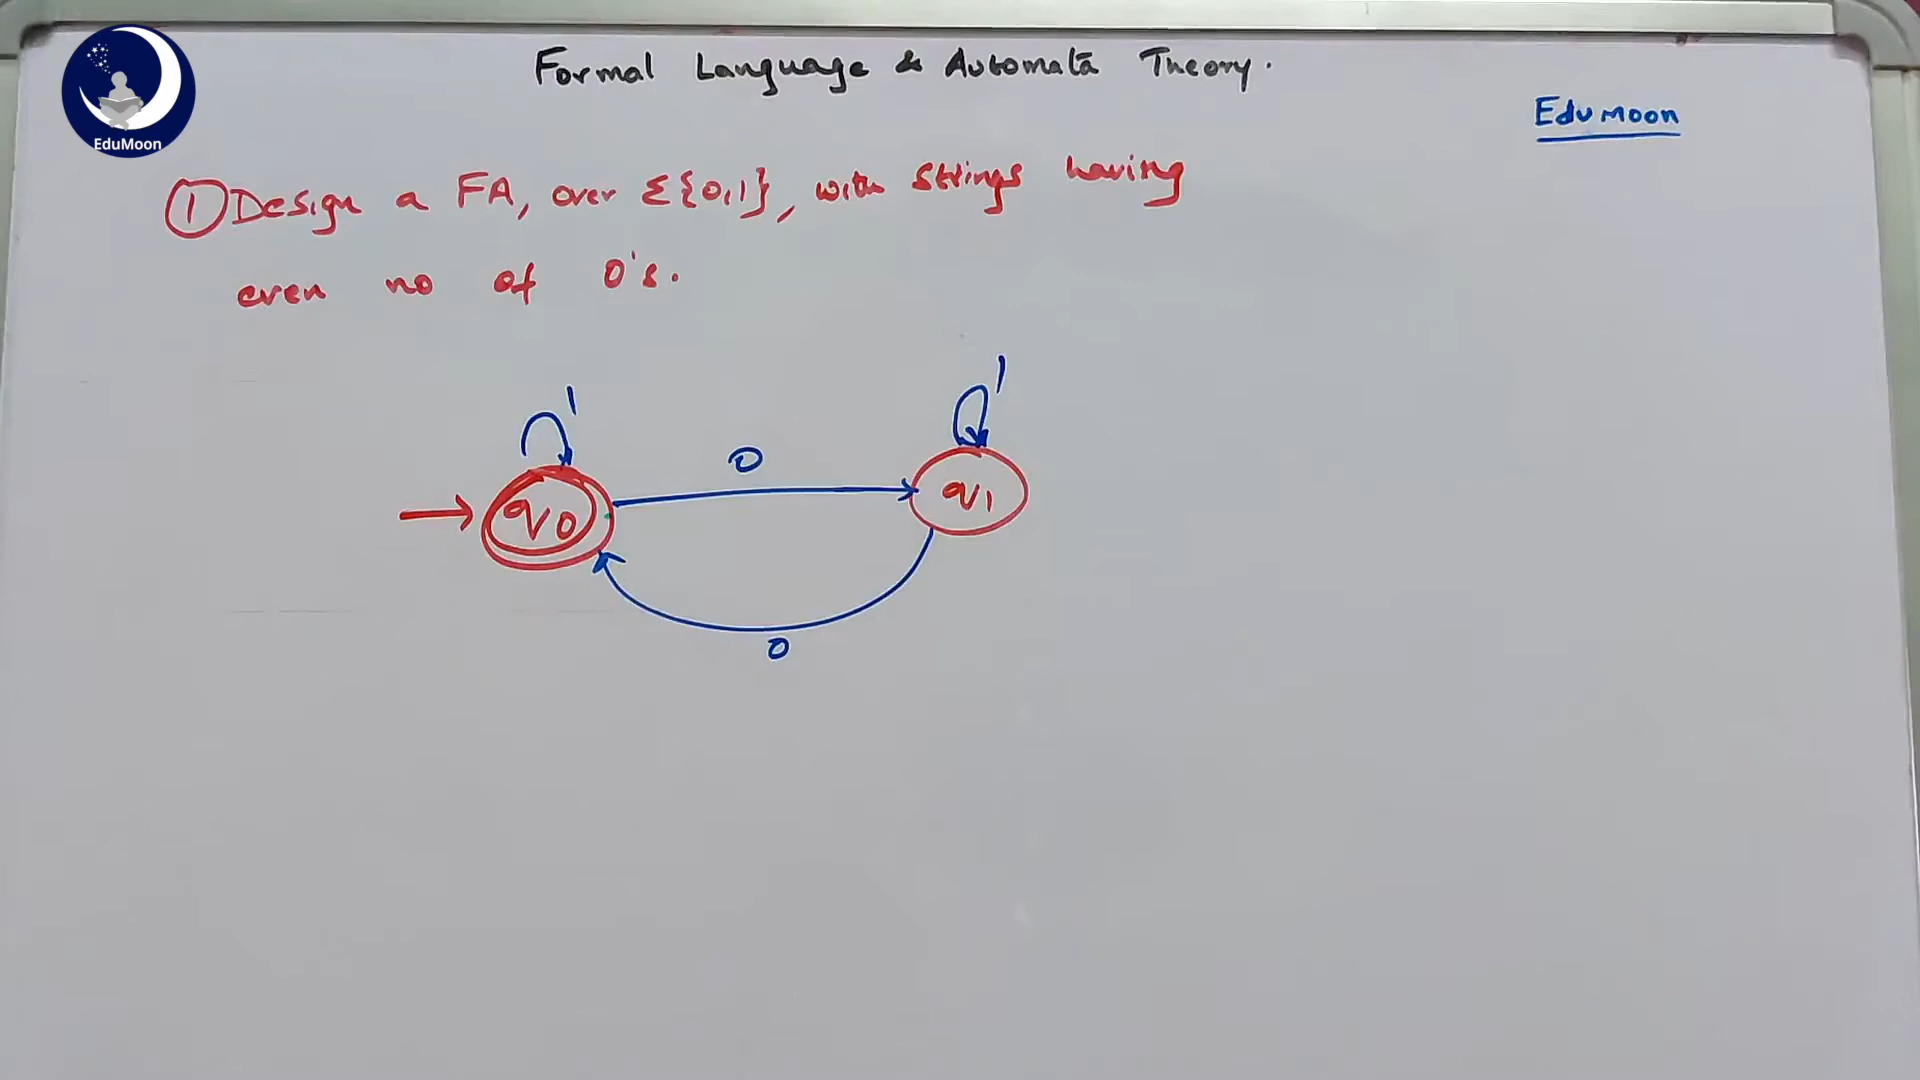 Formal Language & Automata Theory.
EduMoon
Edumoon
① Design a FA, over Σ{0,1}, with strings having
even no of 0's.
1
1
0
q0
q1
0